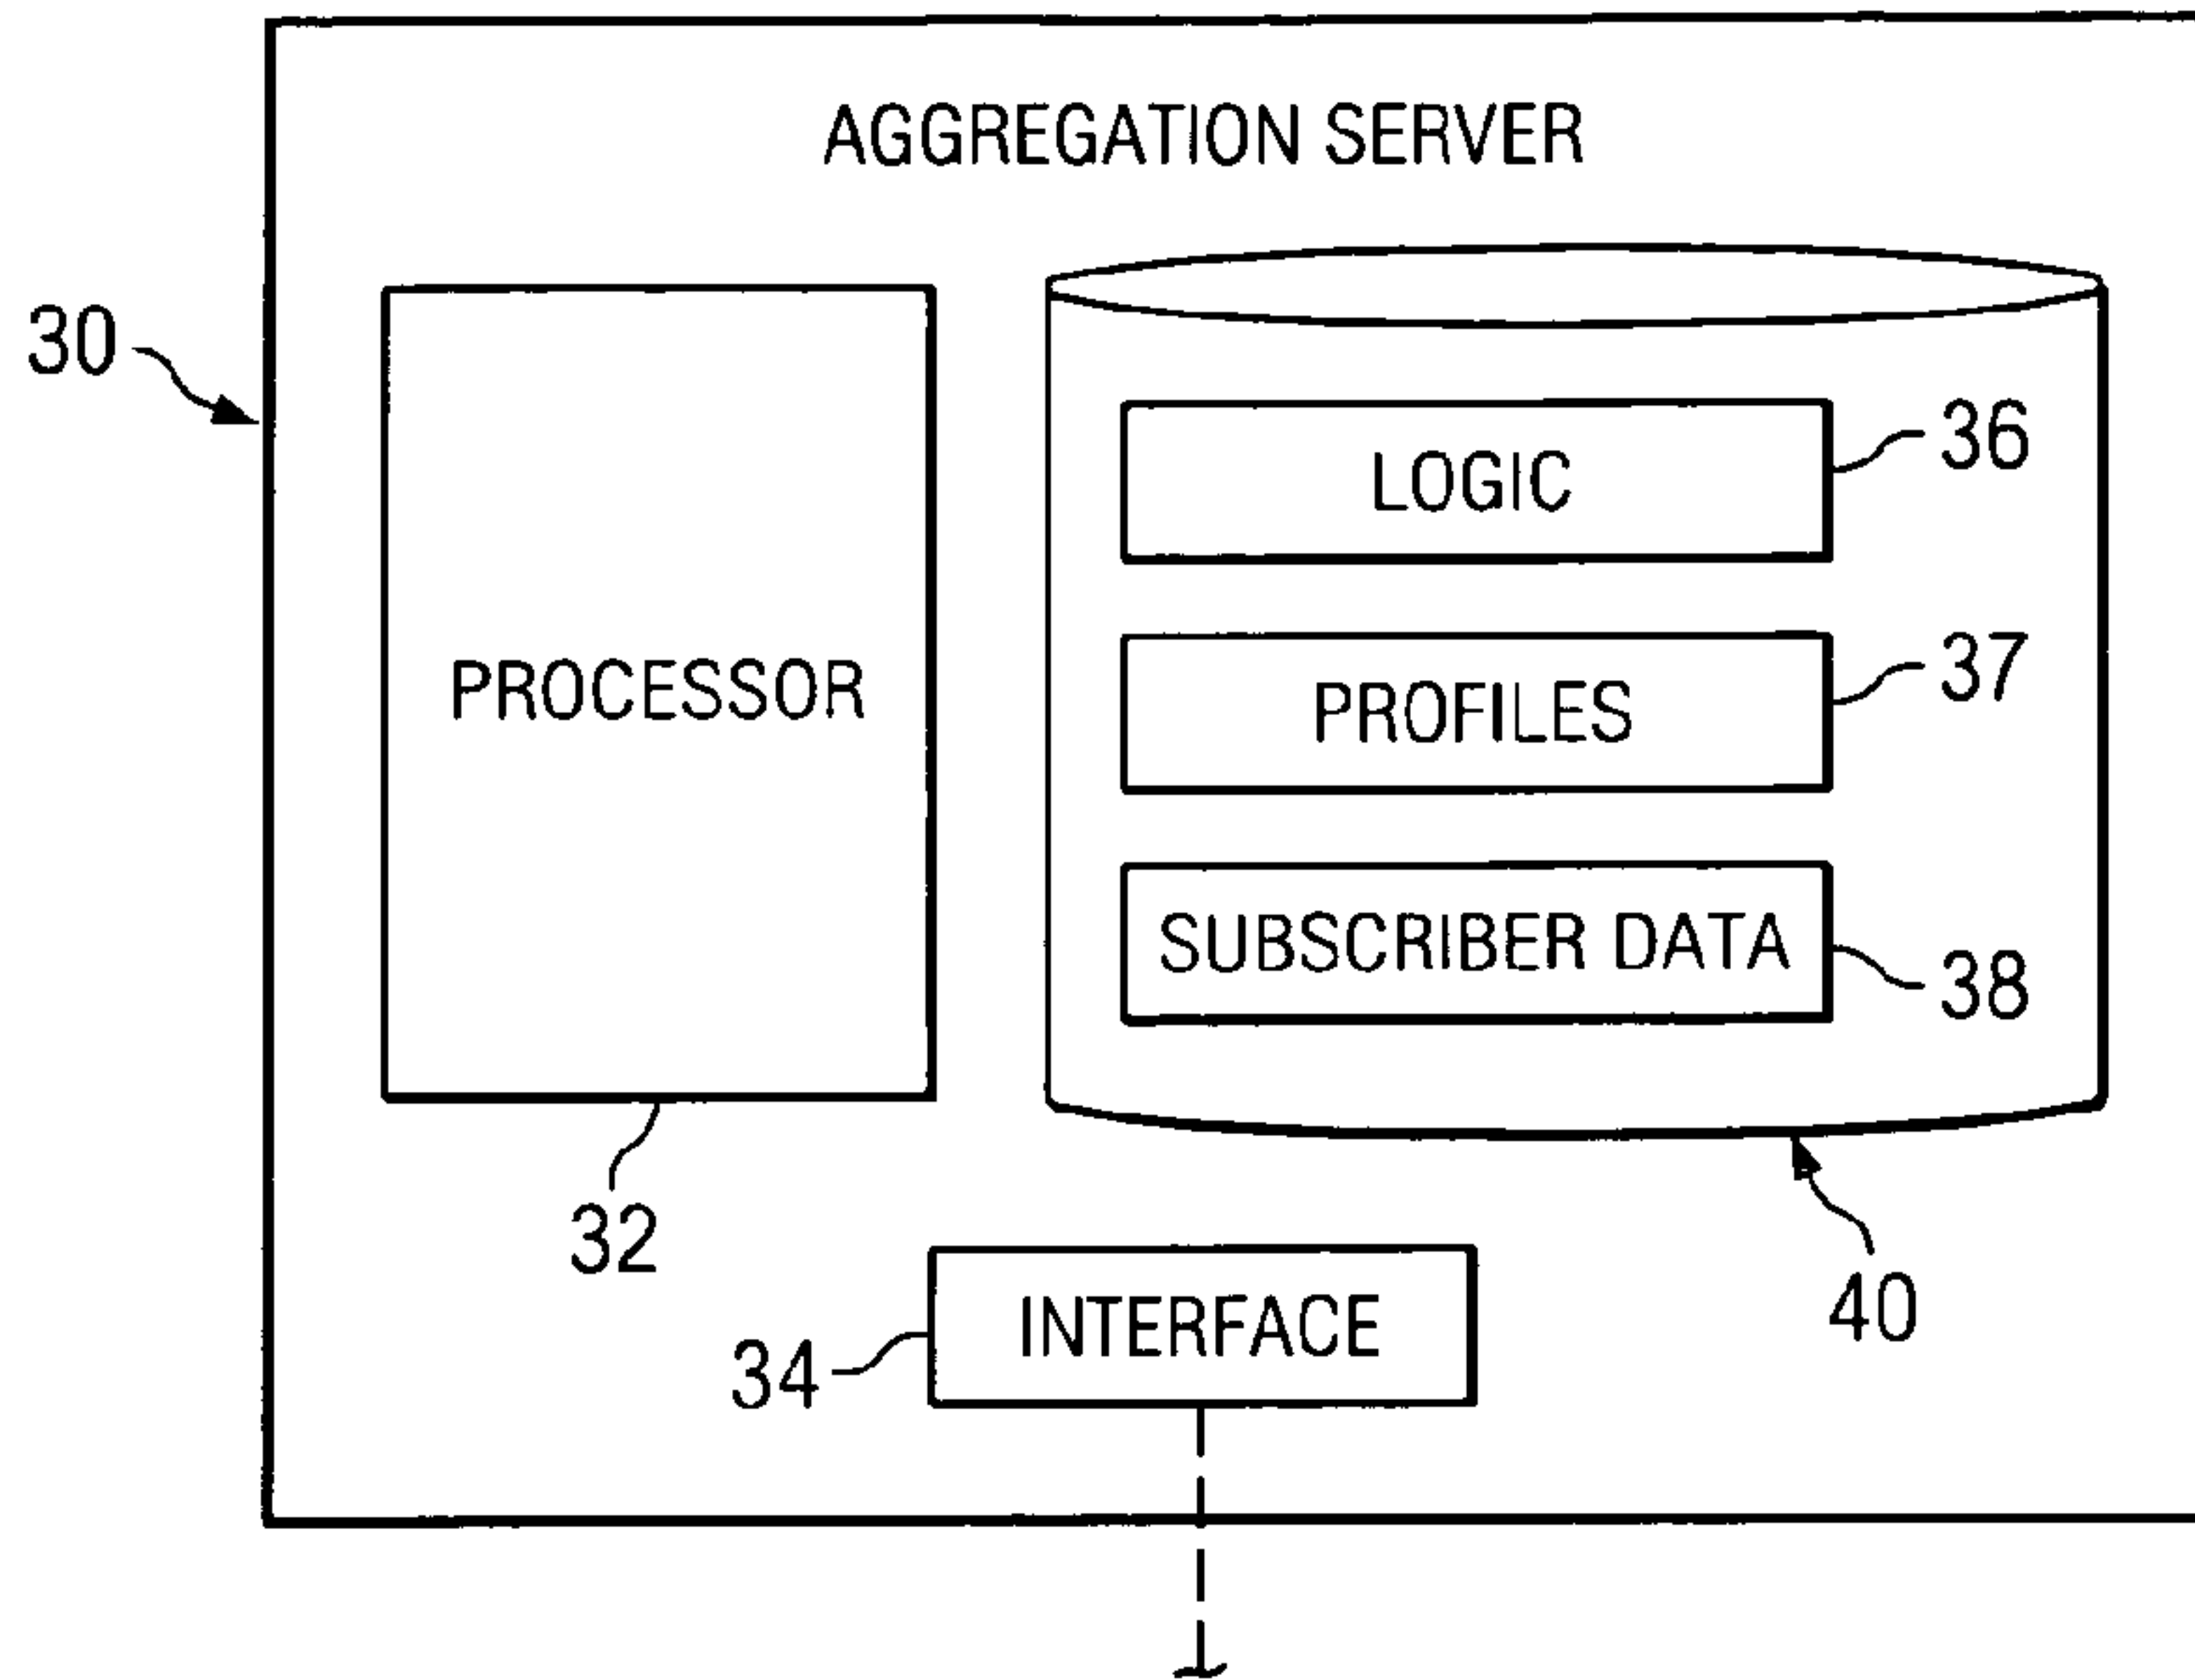 AGGREGATION SERVER
30
PROCESSOR
32
LOGIC
36
PROFILES
37
SUBSCRIBER DATA
38
40
INTERFACE
34